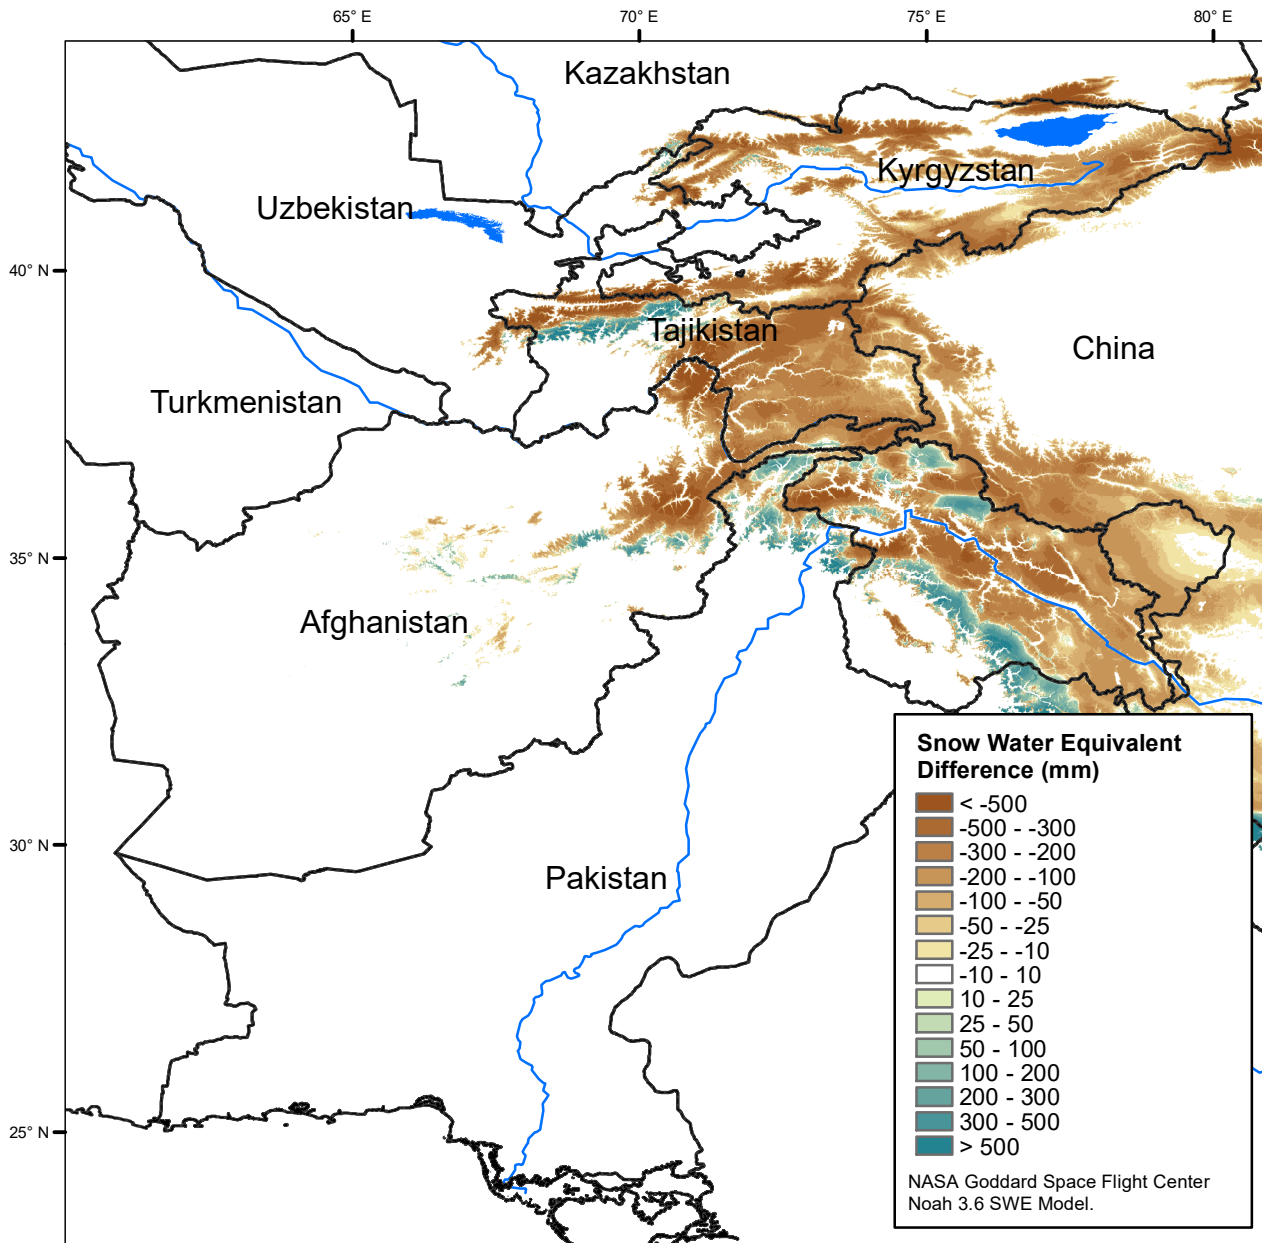 65° E
70° E
75° E
80° E
Kazakhstan
Kyrgyzstan
Uzbekistan
40° N
Tajikistan
China
Turkmenistan
35° N
Afghanistan
30° N
Pakistan
25° N
Snow Water Equivalent
Difference (mm)
< -500
-500 - -300
-300 - -200
-200 - -100
-100 - -50
-50 - -25
-25 - -10
-10 - 10
10 - 25
25 - 50
50 - 100
100 - 200
200 - 300
300 - 500
> 500
NASA Goddard Space Flight Center
Noah 3.6 SWE Model.